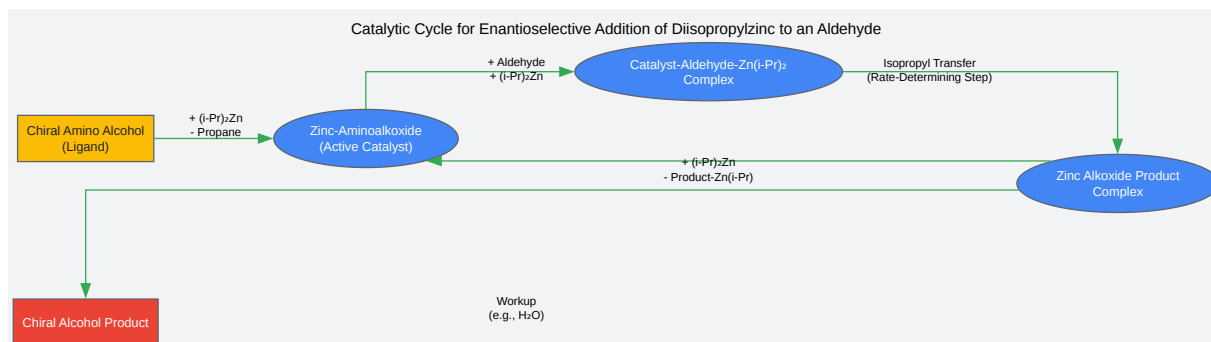 Catalytic Cycle for Enantioselective Addition of Diisopropylzinc to an Aldehyde
+ Aldehyde
+ (i-Pr)₂Zn
Catalyst-Aldehyde-Zn(i-Pr)₂
Complex
Isopropyl Transfer
(Rate-Determining Step)
Chiral Amino Alcohol
(Ligand)
+ (i-Pr)₂Zn
- Propane
Zinc-Aminoalkoxide
(Active Catalyst)
+ (i-Pr)₂Zn
- Product-Zn(i-Pr)
Zinc Alkoxide Product
Complex
Workup
(e.g., H₂O)
Chiral Alcohol Product